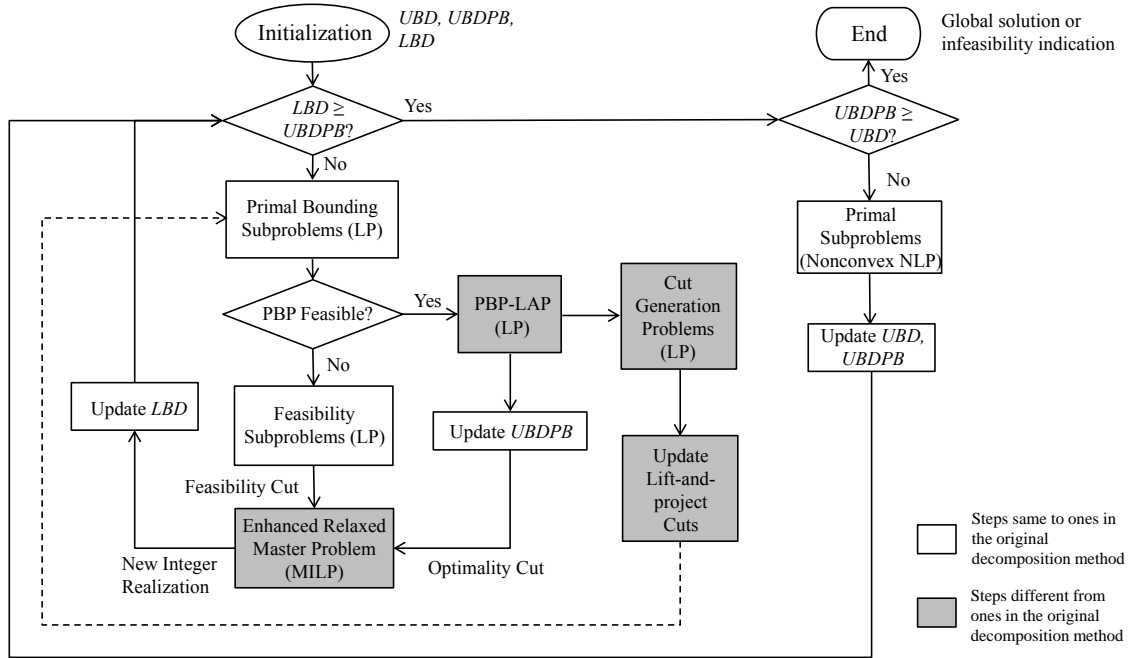 Initialization
UBD, UBDPB,
LBD
End
Global solution or
infeasibility indication
Yes
LBD ≥
UBDPB?
Yes
UBDPB ≥
UBD?
No
No
Primal Bounding
Subproblems (LP)
Primal
Subproblems
(Nonconvex NLP)
PBP Feasible?
Yes
PBP-LAP
(LP)
Cut
Generation
Problems
(LP)
Update UBD,
UBDPB
No
Update LBD
Feasibility
Subproblems (LP)
Update UBDPB
Update
Lift-and-
project
Cuts
Feasibility Cut
Enhanced Relaxed
Master Problem
(MILP)
New Integer
Realization
Optimality Cut
Steps same to ones in
the original
decomposition method
Steps different from
ones in the original
decomposition method